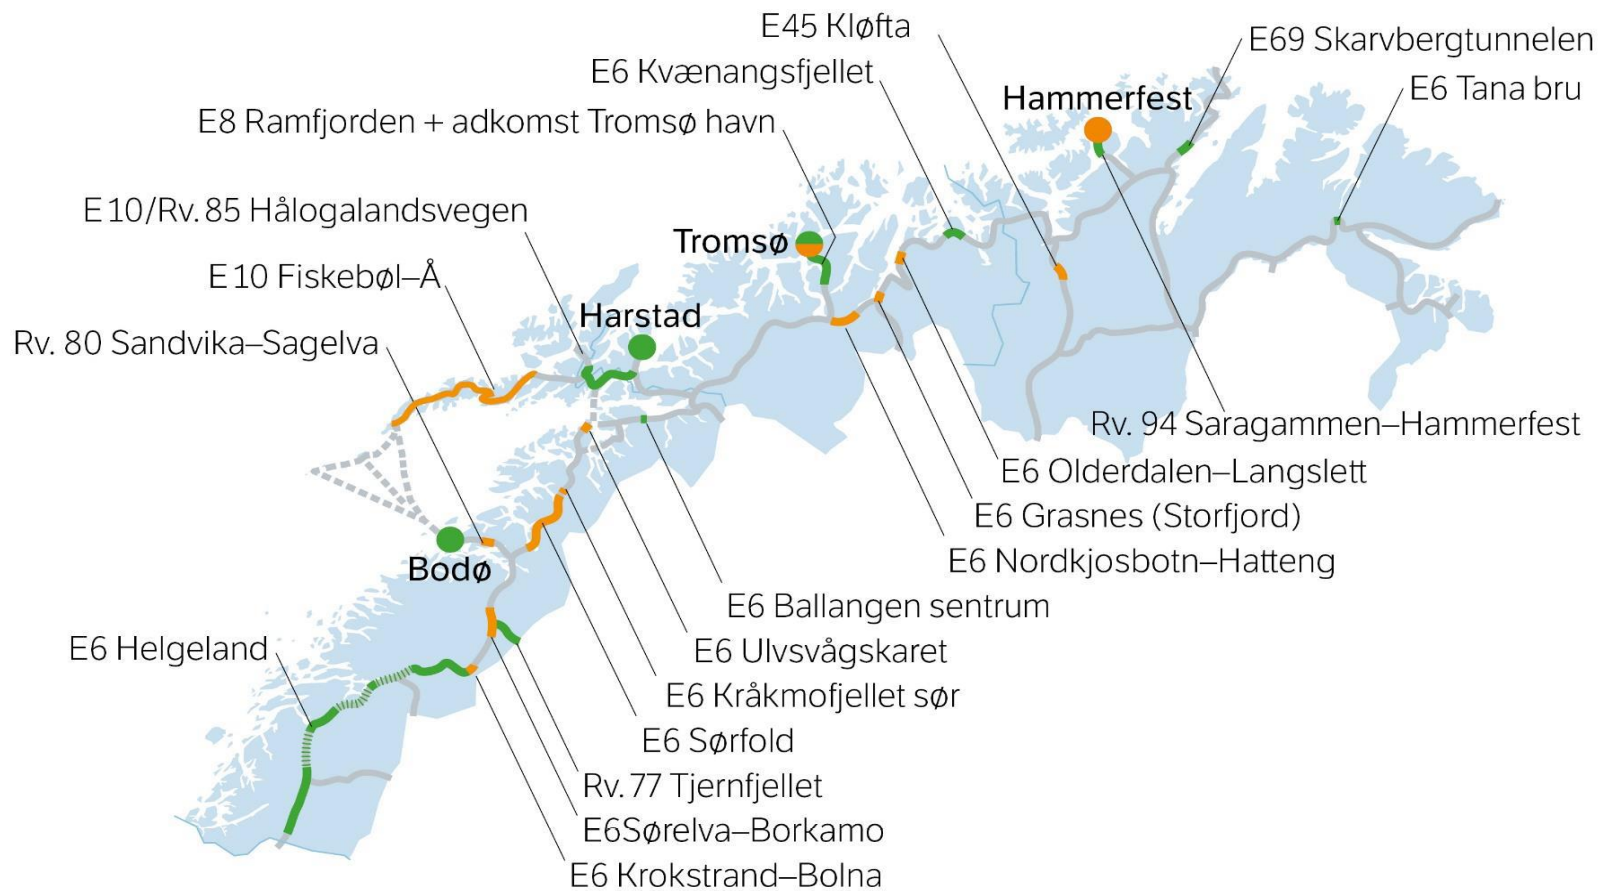 E45 Kløfta
E69 Skarvbergtunnelen
E6 Kvænangsfjellet
E6 Tana bru
Hammerfest
E8 Ramfjorden + adkomst Tromsø havn
E10/Rv. 85 Hålogalandsvegen
Tromsø
E10 Fiskebøl–Å
Harstad
Rv. 80 Sandvika–Sagelva
Rv. 94 Saragammen–Hammerfest
E6 Olderdalen–Langslett
E6 Grasnes (Storfjord)
E6 Nordkjosbotn–Hatteng
Bodø
E6 Ballangen sentrum
E6 Helgeland
E6 Ulvsvågskaret
E6 Kråkmofjellet sør
E6 Sørfold
Rv. 77 Tjernfjellet
E6Sørelva–Borkamo
E6 Krokstrand–Bolna